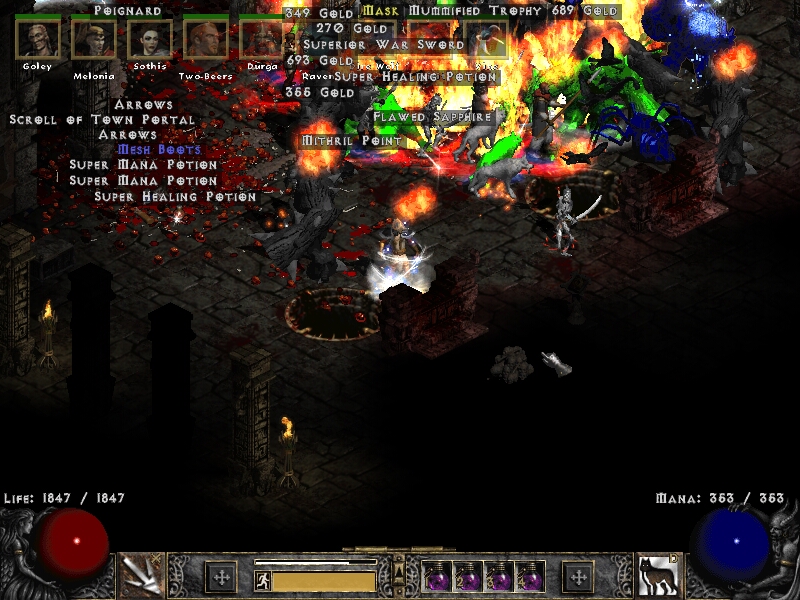 Poignard
349 Gold
Mask
Mummified Trophy
689 Gold
270 Gold
Superior War Sword
693 Gold
Goley
Melonia
Sothis
Two-Beers
Durga
Raven
Super Healing Potion
355 Gold
Arrows
Scroll of Town Portal
Flawed Sapphire
Arrows
Mithril Point
Mesh Boots
Super Mana Potion
Super Mana Potion
Super Healing Potion
Life: 1847 / 1847
Mana: 353 / 353